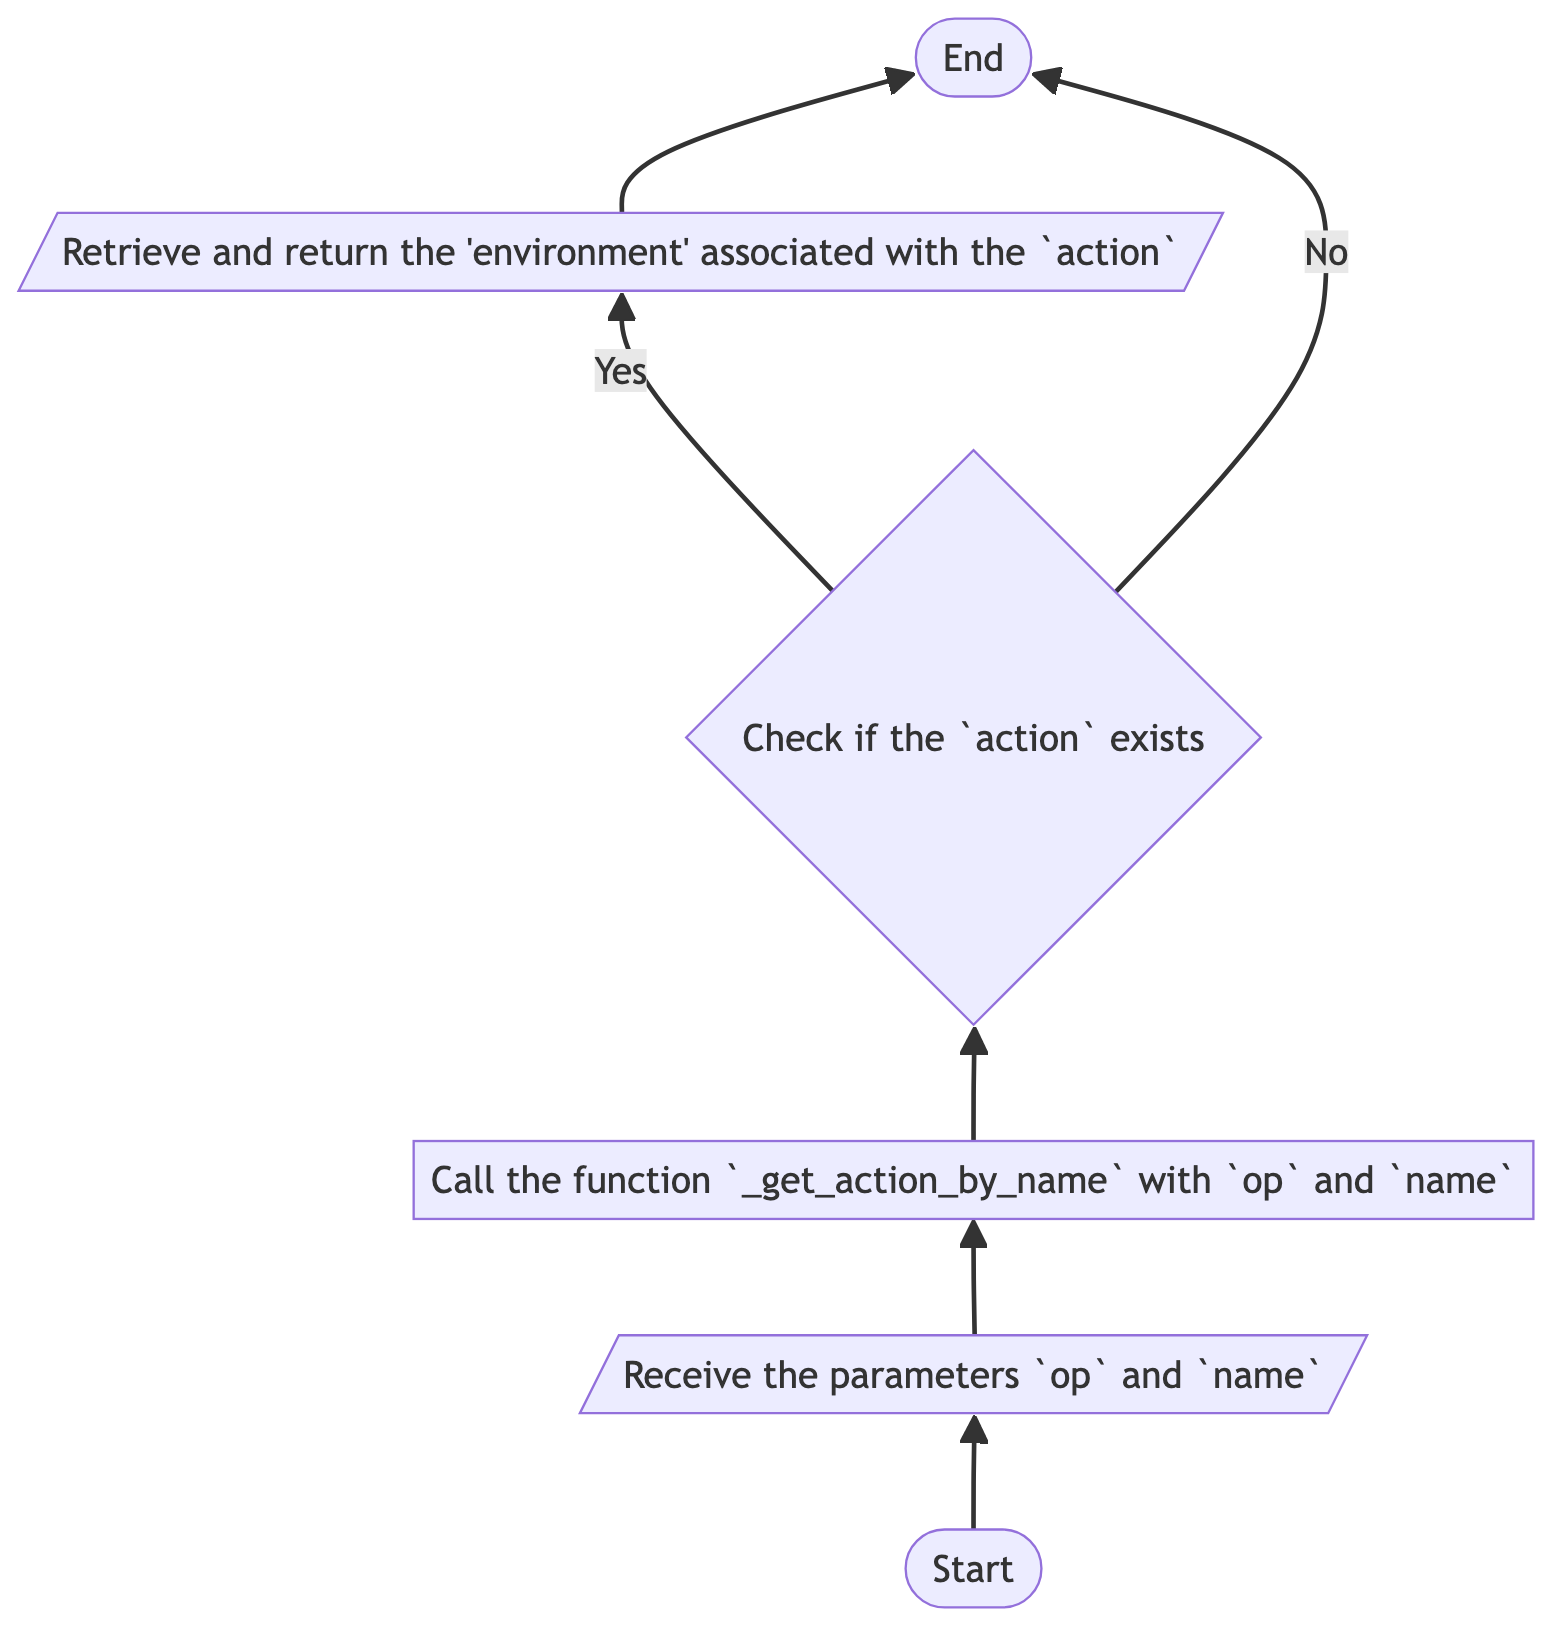 End
Retrieve and return the 'environment' associated with the `action`
No
Yes
Check if the `action` exists
Call the function `_get_action_by_name` with `op` and `name`
Receive the parameters `op` and `name`
Start